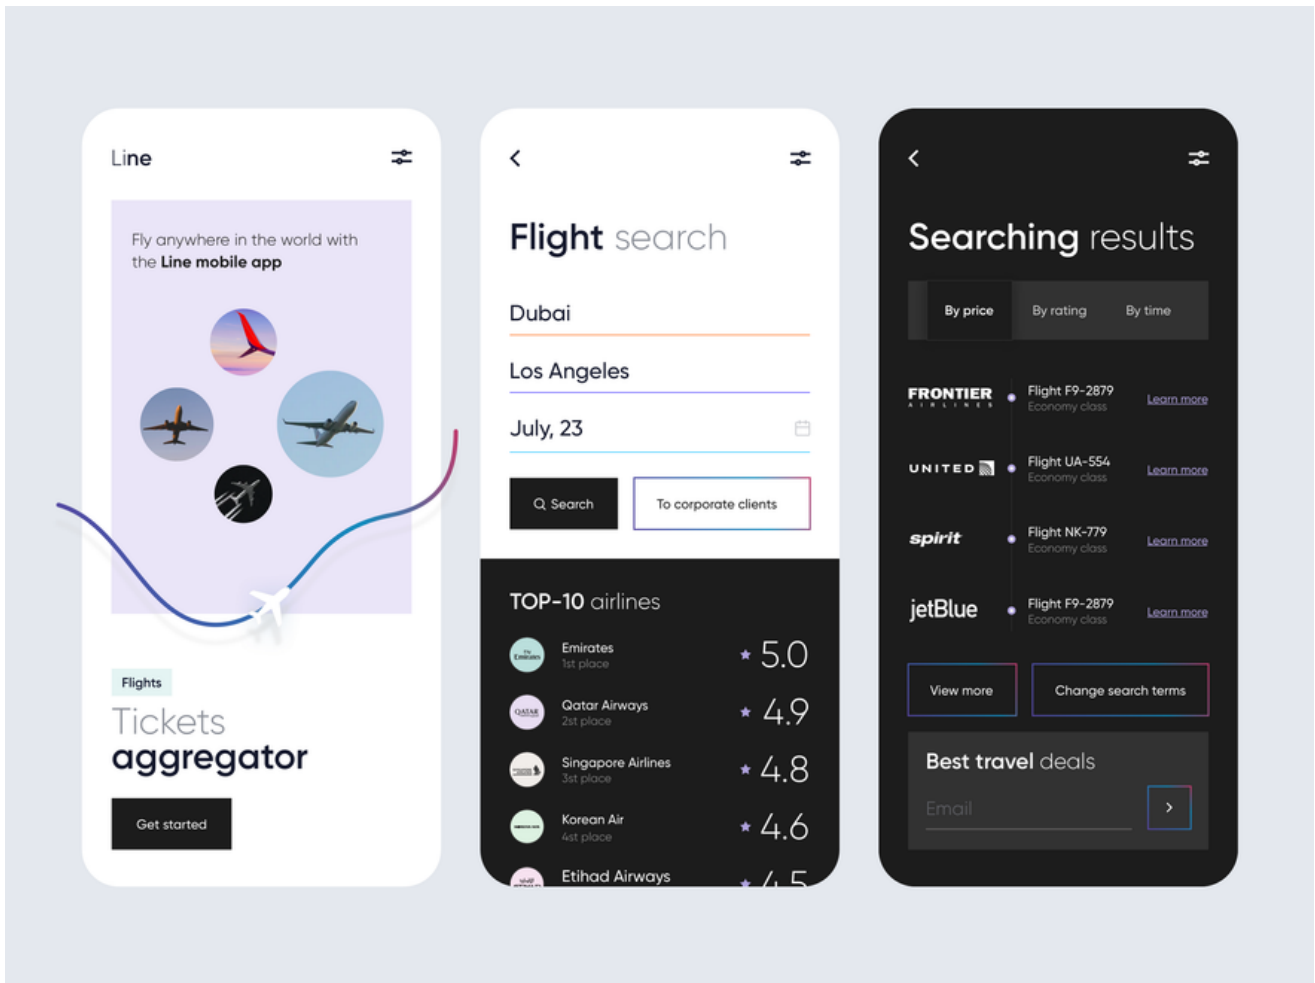 Line
Fly anywhere in the world with
the Line mobile app
Flights
Tickets
aggregator
Get started
Flight search
Dubai
Los Angeles
July, 23
Search
To corporate clients
TOP-10 airlines
Emirates
Emirates
1st place
5.0
QATAR
Qatar Airways
2st place
4.9
Singapore Airlines
3st place
4.8
Korean Air
4st place
4.6
Etihad Airways
4.5
Searching results
By price
By rating
By time
FRONTIER
AIRLINES
Flight F9-2879
Economy class
Learn more
UNITED
Flight UA-554
Economy class
Learn more
spirit
Flight NK-779
Economy class
Learn more
jetBlue
Flight F9-2879
Economy class
Learn more
View more
Change search terms
Best travel deals
Email